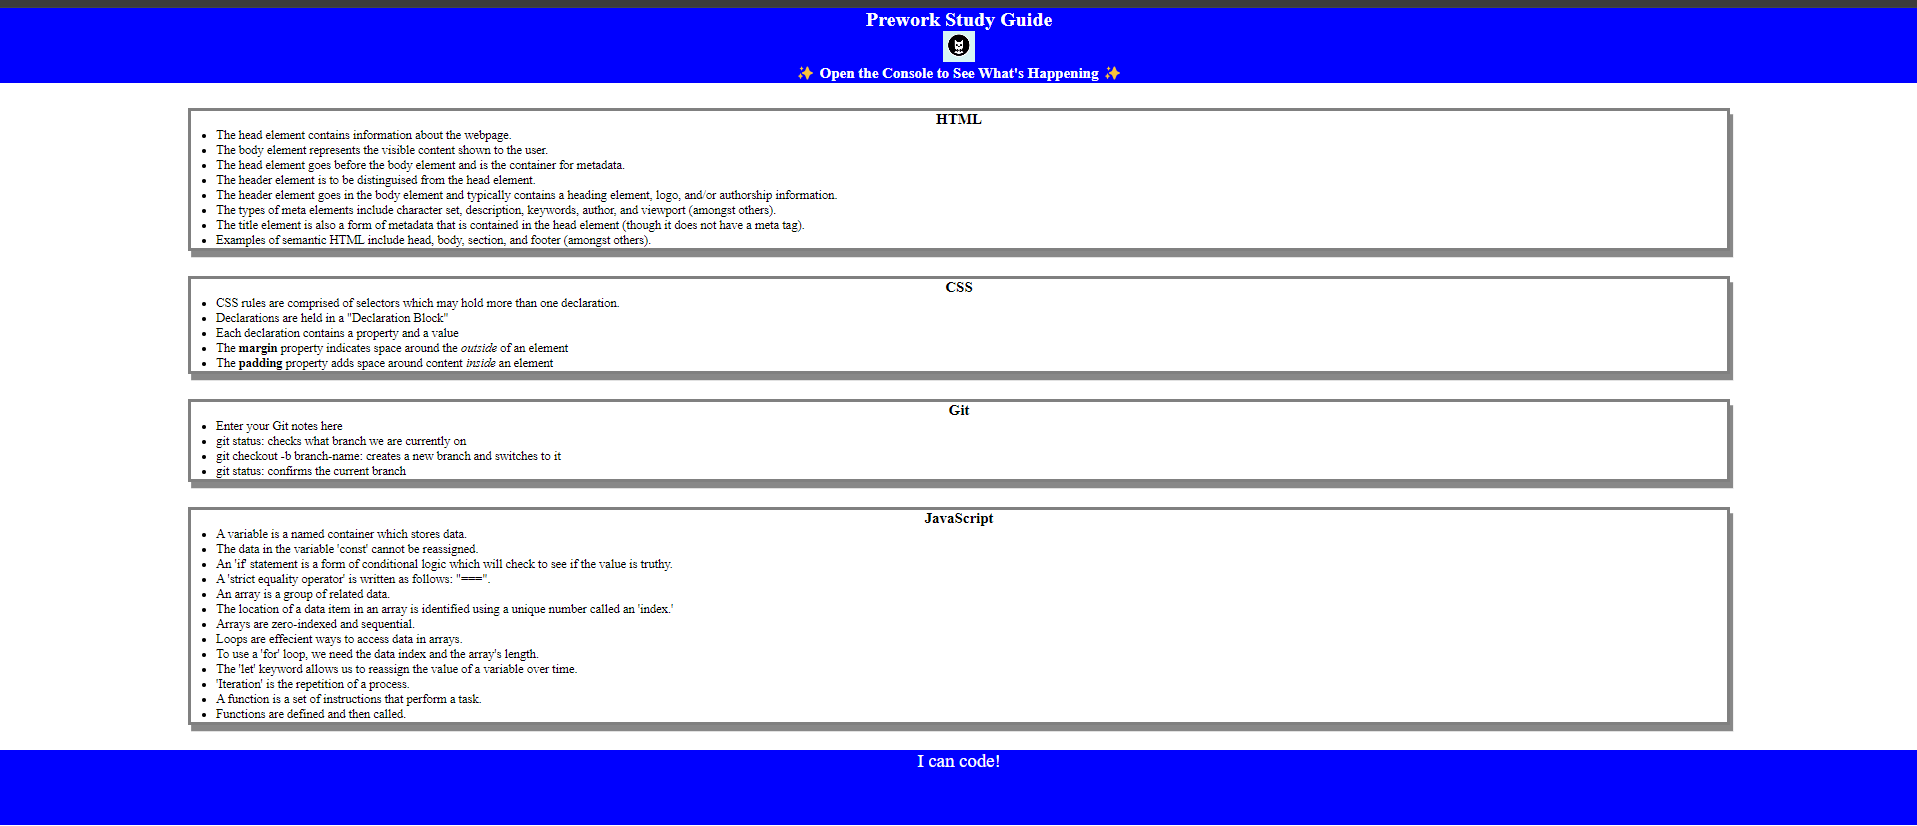 Prework Study Guide
✨ Open the Console to See What's Happening ✨
HTML
The head element contains information about the webpage.
The body element represents the visible content shown to the user.
The head element goes before the body element and is the container for metadata.
The header element is to be distinguised from the head element.
The header element goes in the body element and typically contains a heading element, logo, and/or authorship information.
The types of meta elements include character set, description, keywords, author, and viewport (amongst others).
The title element is also a form of metadata that is contained in the head element (though it does not have a meta tag).
Examples of semantic HTML include head, body, section, and footer (amongst others).
CSS
CSS rules are comprised of selectors which may hold more than one declaration.
Declarations are held in a "Declaration Block"
Each declaration contains a property and a value
The margin property indicates space around the outside of an element
The padding property adds space around content inside an element
Git
Enter your Git notes here
git status: checks what branch we are currently on
git checkout -b branch-name: creates a new branch and switches to it
git status: confirms the current branch
JavaScript
A variable is a named container which stores data.
The data in the variable 'const' cannot be reassigned.
An 'if' statement is a form of conditional logic which will check to see if the value is truthy.
A 'strict equality operator' is written as follows: "===".
An array is a group of related data.
The location of a data item in an array is identified using a unique number called an 'index.'
Arrays are zero-indexed and sequential.
Loops are effecient ways to access data in arrays.
To use a 'for' loop, we need the data index and the array's length.
The 'let' keyword allows us to reassign the value of a variable over time.
'Iteration' is the repetition of a process.
A function is a set of instructions that perform a task.
Functions are defined and then called.
I can code!